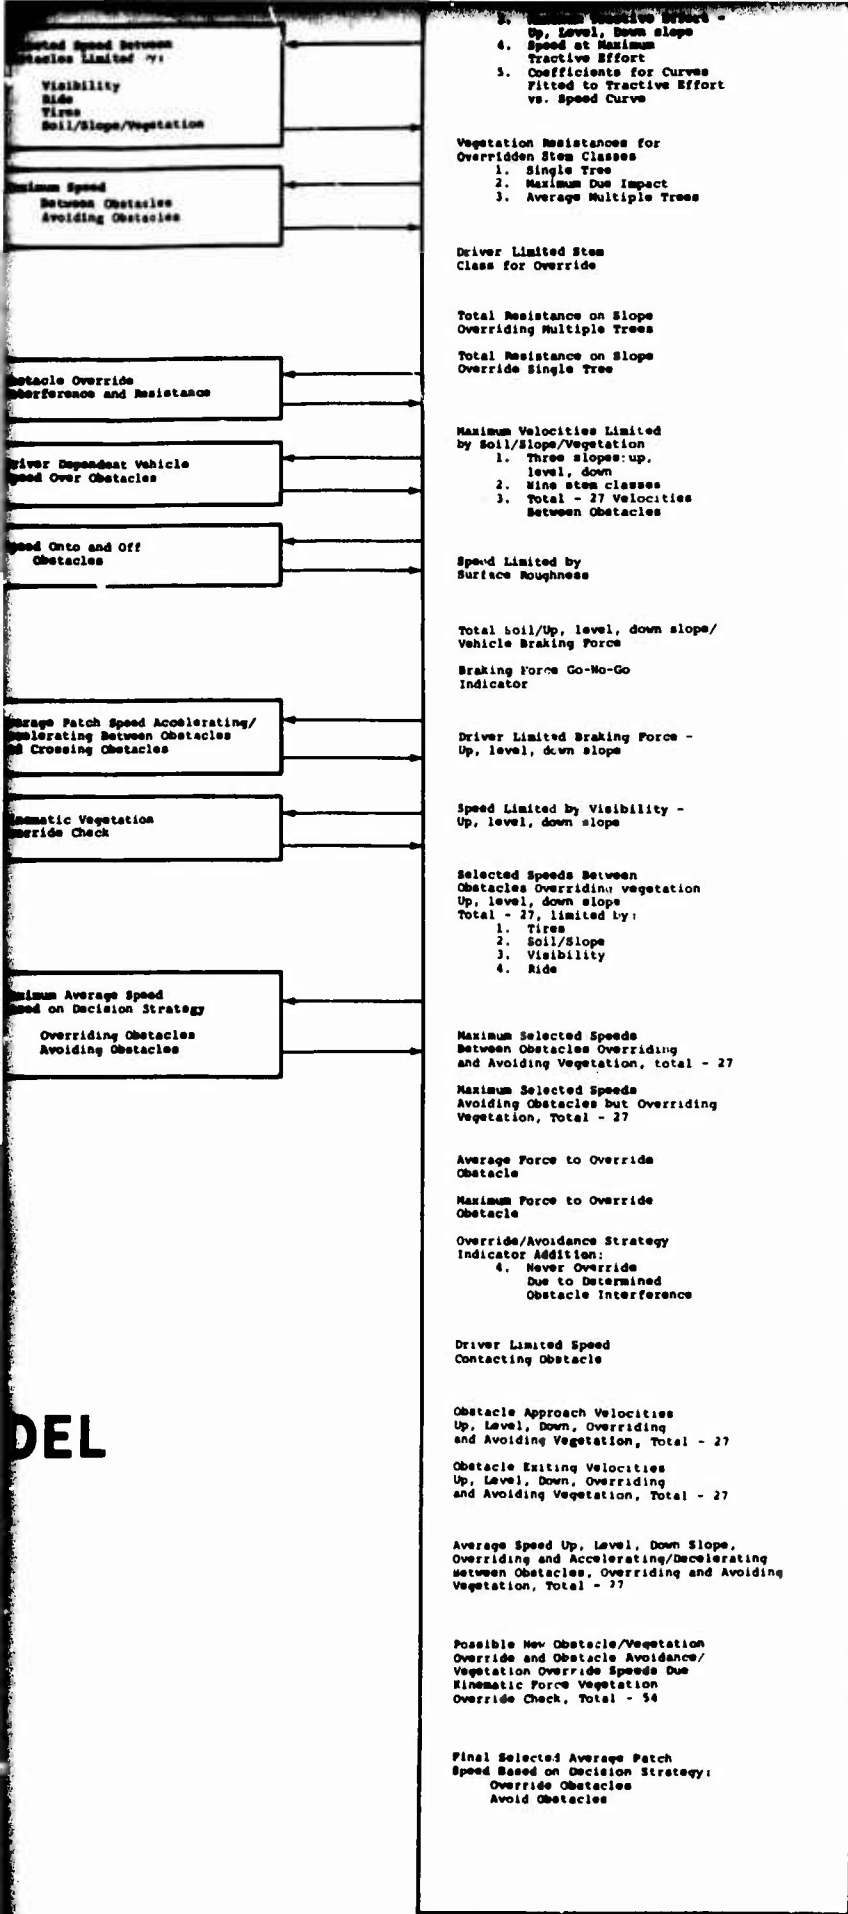 Speed Between
Limited
Visibility
Ride
Tires
Soil/Slope/Vegetation
Speed
Between Obstacles
Avoiding Obstacles
Override
and Resistance
Dependent Vehicle
Over Obstacles
Onto and Off
Obstacles
Patch Speed Accelerating/
Between Obstacles
Crossing Obstacles
Vegetation
Check
Average Speed
on Decision Strategy
Overriding Obstacles
Avoiding Obstacles
DEL
Up, Level, Down slope
4. Speed at Maximum
Tractive Effort
5. Coefficients for Curves
Fitted to Tractive Effort
vs. Speed Curve
Vegetation Resistances for
Overridden Stem Classes
1. Single Tree
2. Maximum Due Impact
3. Average Multiple Trees
Driver Limited Stem
Class for Override
Total Resistance on Slope
Overriding Multiple Trees
Total Resistance on Slope
Override Single Tree
Maximum Velocities Limited
by Soil/Slope/Vegetation
1. Three slopes:up,
level, down
2. Nine stem classes
3. Total - 27 Velocities
Between Obstacles
Speed Limited by
Surface Roughness
Total Soil/Up, level, down slope/
Vehicle Braking Force
Braking Force Go-No-Go
Indicator
Driver Limited Braking Force -
Up, level, down slope
Speed Limited by Visibility -
Up, level, down slope
Selected Speeds Between
Obstacles Overriding vegetation
Up, level, down slope
Total - 27, limited by:
1. Tires
2. Soil/Slope
3. Visibility
4. Ride
Maximum Selected Speeds
Between Obstacles Overriding
and Avoiding Vegetation, total - 27
Maximum Selected Speeds
Avoiding Obstacles but Overriding
Vegetation, Total - 27
Average Force to Override
Obstacle
Maximum Force to Override
Obstacle
Override/Avoidance Strategy
Indicator Addition:
4. Never Override
Due to Determined
Obstacle Interference
Driver Limited Speed
Contacting Obstacle
Obstacle Approach Velocities
Up, Level, Down, Overriding
and Avoiding Vegetation, Total - 27
Obstacle Exiting Velocities
Up, Level, Down, Overriding
and Avoiding Vegetation, Total - 27
Average Speed Up, Level, Down Slope,
Overriding and Accelerating/Decelerating
Between Obstacles, Overriding and Avoiding
Vegetation, Total - 27
Possible New Obstacle/Vegetation
Override and Obstacle Avoidance/
Vegetation Override Speeds Due
Kinematic Force Vegetation
Override Check, Total - 54
Final Selected Average Patch
Speed Based on Decision Strategy:
Override Obstacles
Avoid Obstacles